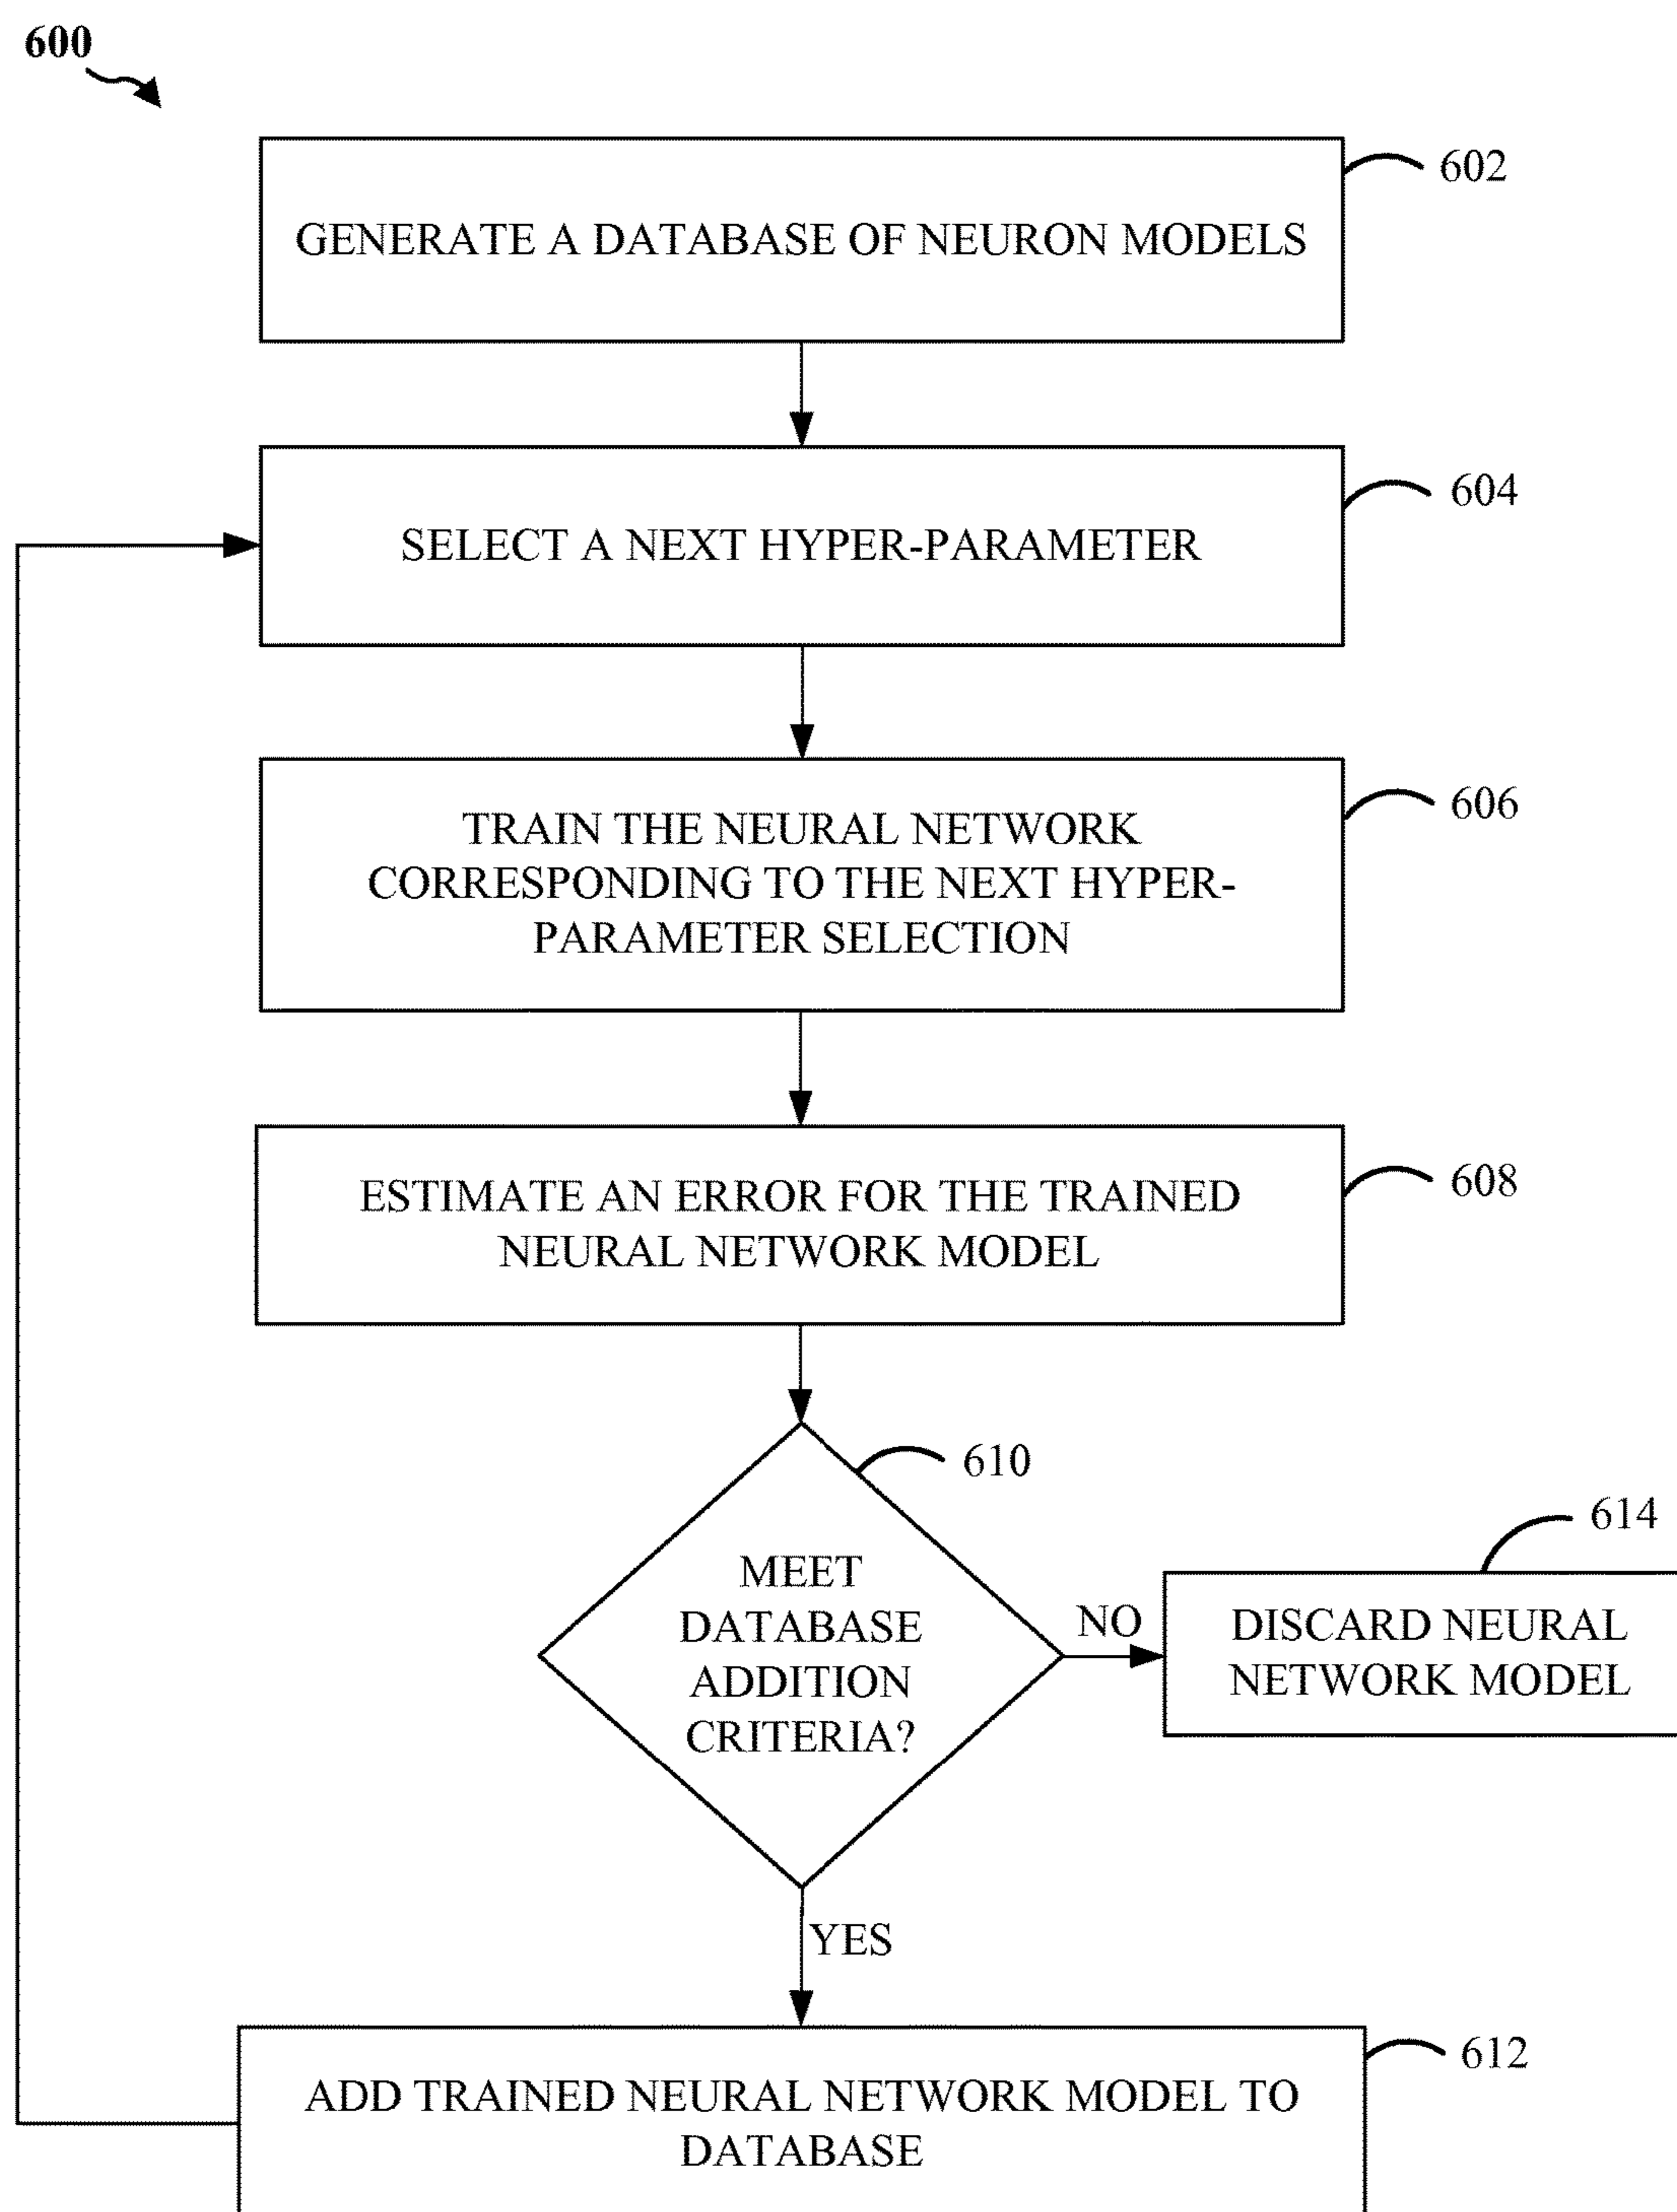 600
602
GENERATE A DATABASE OF NEURON MODELS
604
SELECT A NEXT HYPER-PARAMETER
606
TRAIN THE NEURAL NETWORK
CORRESPONDING TO THE NEXT HYPER-
PARAMETER SELECTION
608
ESTIMATE AN ERROR FOR THE TRAINED
NEURAL NETWORK MODEL
610
MEET
DATABASE
ADDITION
CRITERIA?
NO
614
DISCARD NEURAL
NETWORK MODEL
YES
612
ADD TRAINED NEURAL NETWORK MODEL TO
DATABASE